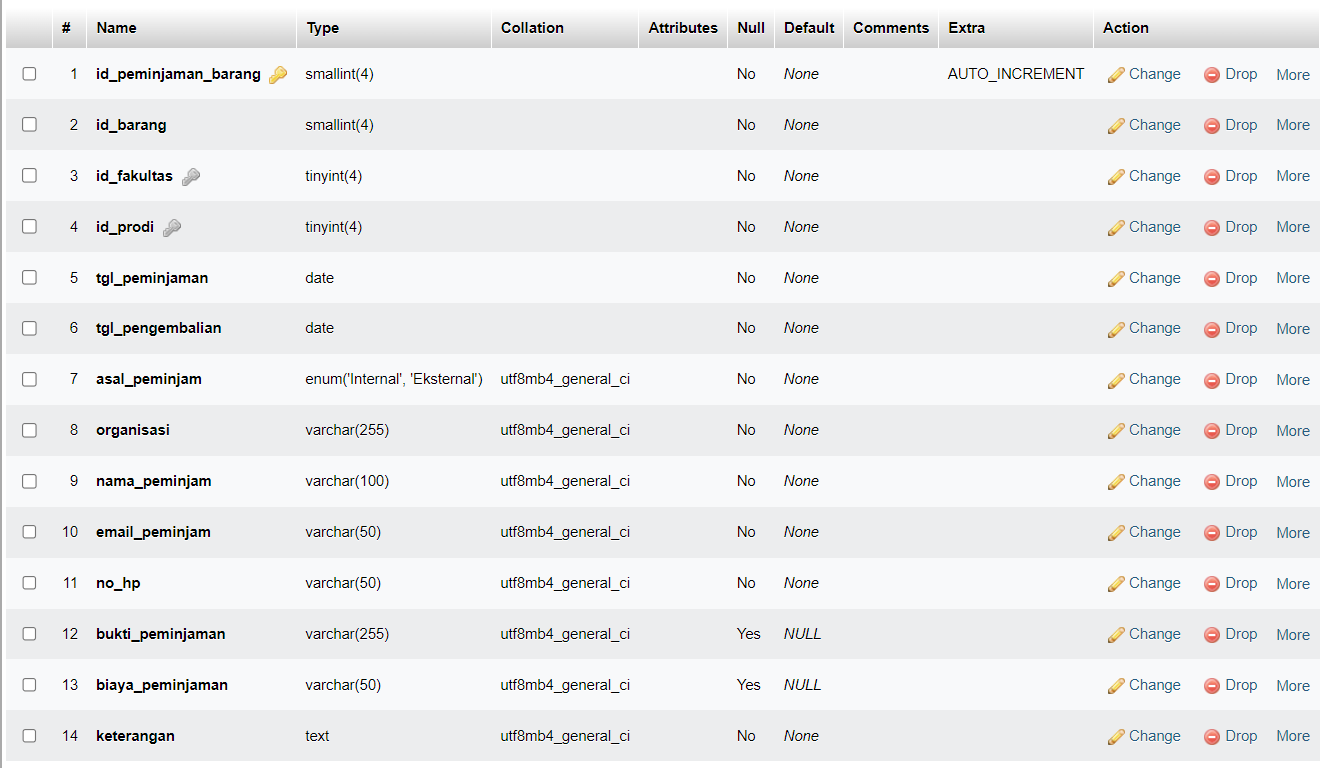 # Name Type Collation Attributes Null Default Comments Extra Action
1 id_peminjaman_barang smallint(4) No None AUTO_INCREMENT Change Drop More
2 id_barang smallint(4) No None Change Drop More
3 id_fakultas tinyint(4) No None Change Drop More
4 id_prodi tinyint(4) No None Change Drop More
5 tgl_peminjaman date No None Change Drop More
6 tgl_pengembalian date No None Change Drop More
7 asal_peminjam enum('Internal', 'Eksternal') utf8mb4_general_ci No None Change Drop More
8 organisasi varchar(255) utf8mb4_general_ci No None Change Drop More
9 nama_peminjam varchar(100) utf8mb4_general_ci No None Change Drop More
10 email_peminjam varchar(50) utf8mb4_general_ci No None Change Drop More
11 no_hp varchar(50) utf8mb4_general_ci No None Change Drop More
12 bukti_peminjaman varchar(255) utf8mb4_general_ci Yes NULL Change Drop More
13 biaya_peminjaman varchar(50) utf8mb4_general_ci Yes NULL Change Drop More
14 keterangan text utf8mb4_general_ci No None Change Drop More